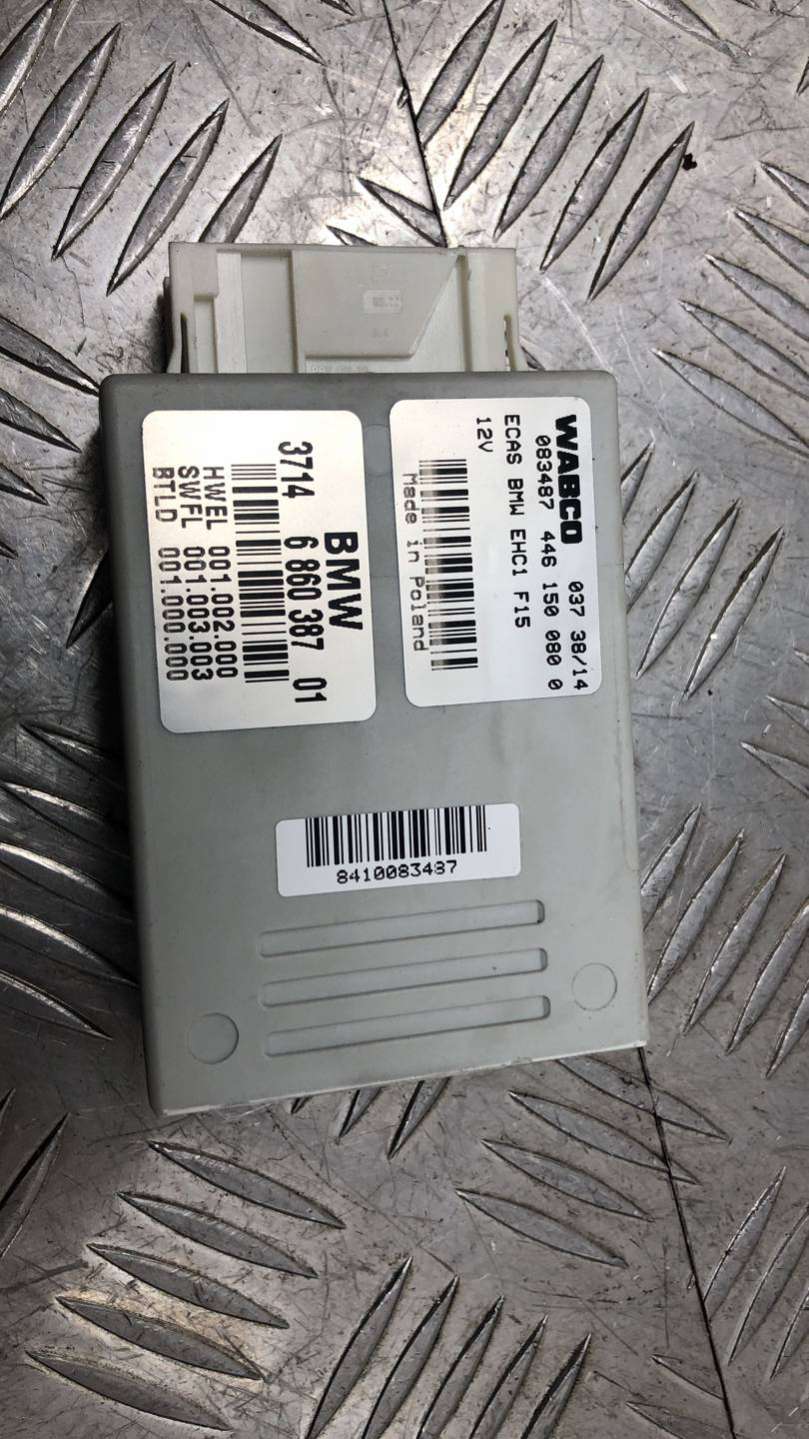 WABCO 037 38/14
083487 446 150 080 0
ECAS BMW EHC1 F15
12V
Made in Poland
BMW
3714 6 860 387 01
HWEL 001.002.000
SWFL 001.003.003
BTLD 001.000.000
8410083487